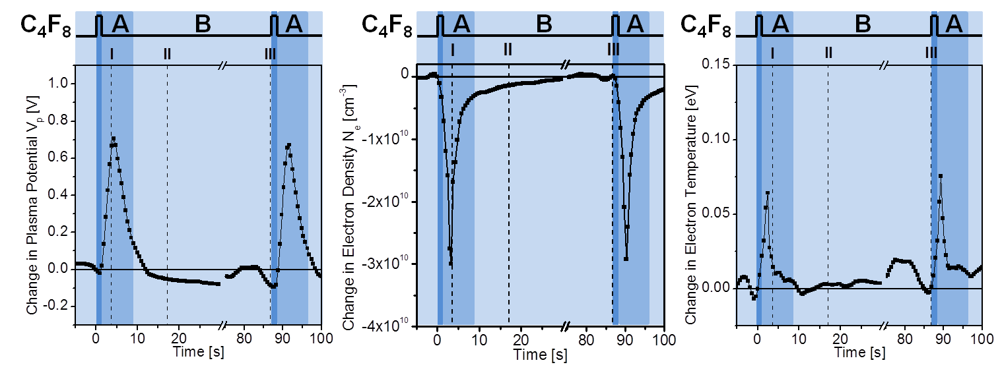 C4F8 A B A
I II III
1.0
0.8
0.6
0.4
0.2
0.0
-0.2
Change in Plasma Potential Vp [V]
0 10 20 80 90 100
Time [s]
C4F8 A B A
I II III
0
-1x10^10
-2x10^10
-3x10^10
-4x10^10
Change in Electron Density Ne [cm-3]
0 10 20 80 90 100
Time [s]
C4F8 A B A
I II III
0.15
0.10
0.05
0.00
Change in Electron Temperature [eV]
0 10 20 80 90 100
Time [s]